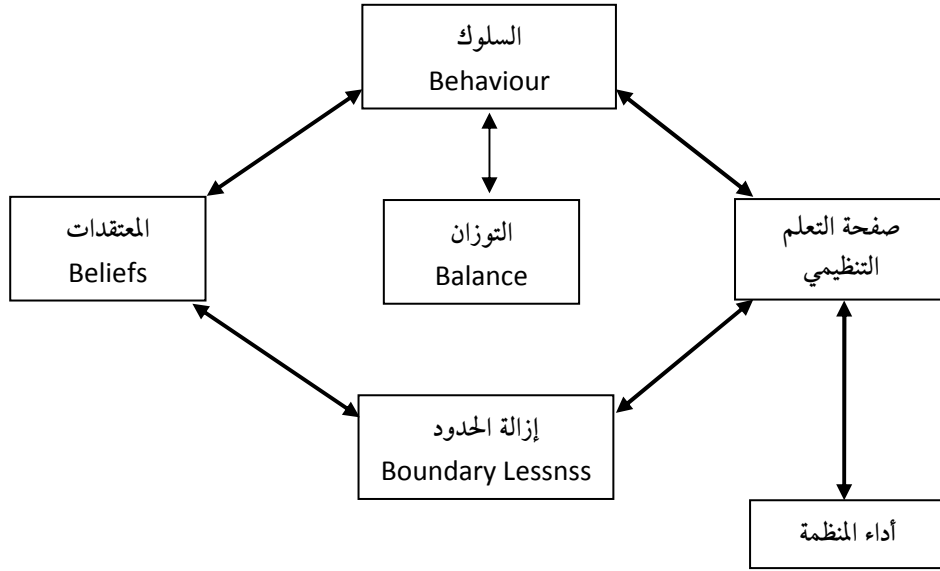 السلوك
Behaviour
المعتقدات
Beliefs
التوزان
Balance
صفحة التعلم
التنظيمي
إزالة الحدود
Boundary Lessnss
أداء المنظمة